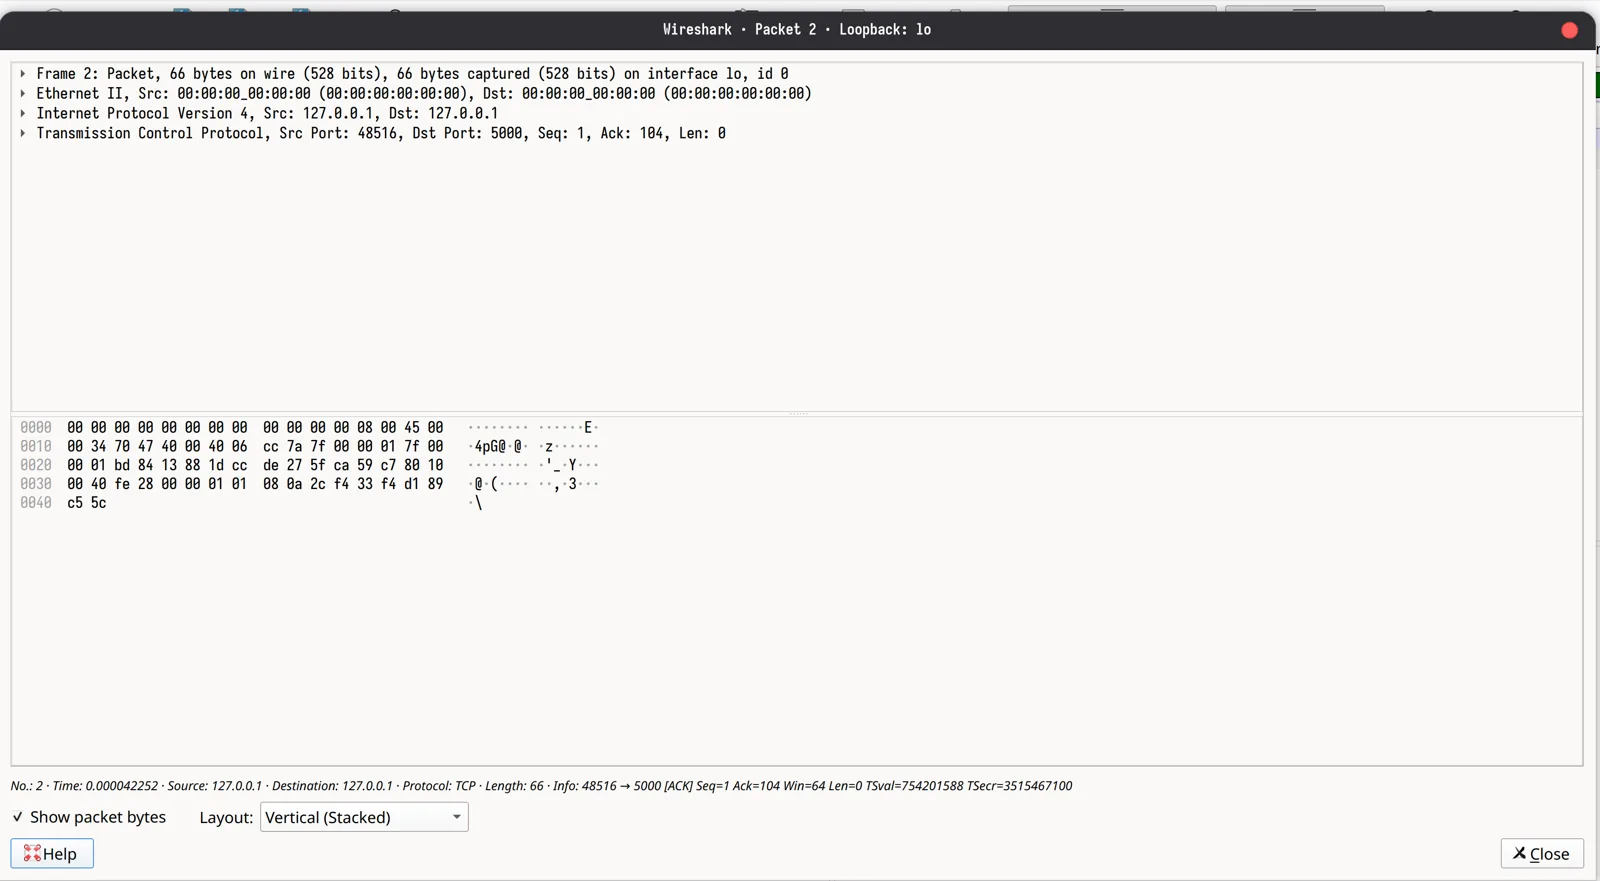 Wireshark · Packet 2 · Loopback: lo
Frame 2: Packet, 66 bytes on wire (528 bits), 66 bytes captured (528 bits) on interface lo, id 0
Ethernet II, Src: 00:00:00_00:00:00 (00:00:00:00:00:00), Dst: 00:00:00_00:00:00 (00:00:00:00:00:00)
Internet Protocol Version 4, Src: 127.0.0.1, Dst: 127.0.0.1
Transmission Control Protocol, Src Port: 48516, Dst Port: 5000, Seq: 1, Ack: 104, Len: 0
0000 00 00 00 00 00 00 00 00 00 00 00 00 08 00 45 00 ········ ······E·
0010 00 34 70 47 40 00 40 06 cc 7a 7f 00 00 01 7f 00 ·4pG@·@· ·z······
0020 00 01 bd 84 13 88 1d cc de 27 5f ca 59 c7 80 10 ········ ·'_·Y···
0030 00 40 fe 28 00 00 01 01 08 0a 2c f4 33 f4 d1 89 ·@·(···· ··,·3···
0040 c5 5c ·\
No.: 2 · Time: 0.000042252 · Source: 127.0.0.1 · Destination: 127.0.0.1 · Protocol: TCP · Length: 66 · Info: 48516 → 5000 [ACK] Seq=1 Ack=104 Win=64 Len=0 TSval=754201588 TSecr=3515467100
Show packet bytes Layout: Vertical (Stacked)
Help Close